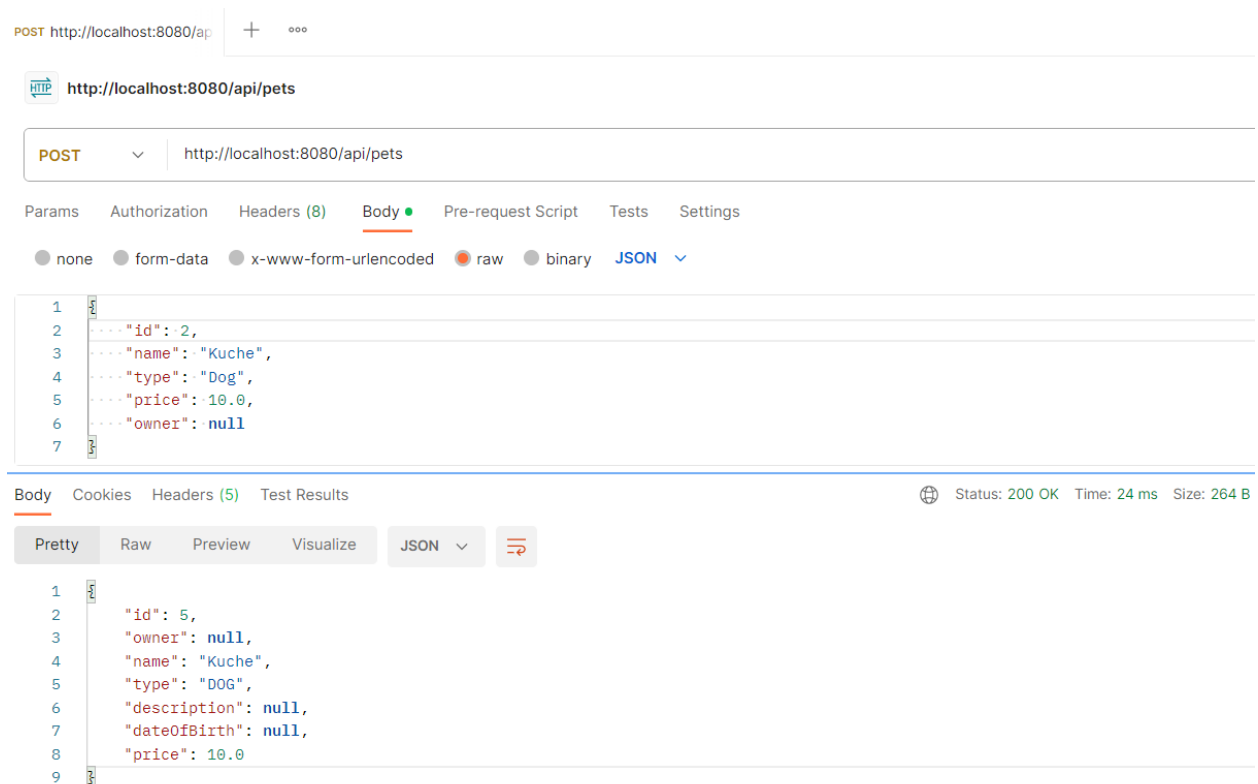 POST http://localhost:8080/ap
HTTP http://localhost:8080/api/pets
POST http://localhost:8080/api/pets
Params Authorization Headers (8) Body Pre-request Script Tests Settings
none form-data x-www-form-urlencoded raw binary JSON
1 {
2 "id": 2,
3 "name": "Kuche",
4 "type": "Dog",
5 "price": 10.0,
6 "owner": null
7 }
Body Cookies Headers (5) Test Results Status: 200 OK Time: 24 ms Size: 264 B
Pretty Raw Preview Visualize JSON
1 {
2 "id": 5,
3 "owner": null,
4 "name": "Kuche",
5 "type": "DOG",
6 "description": null,
7 "dateOfBirth": null,
8 "price": 10.0
9 }